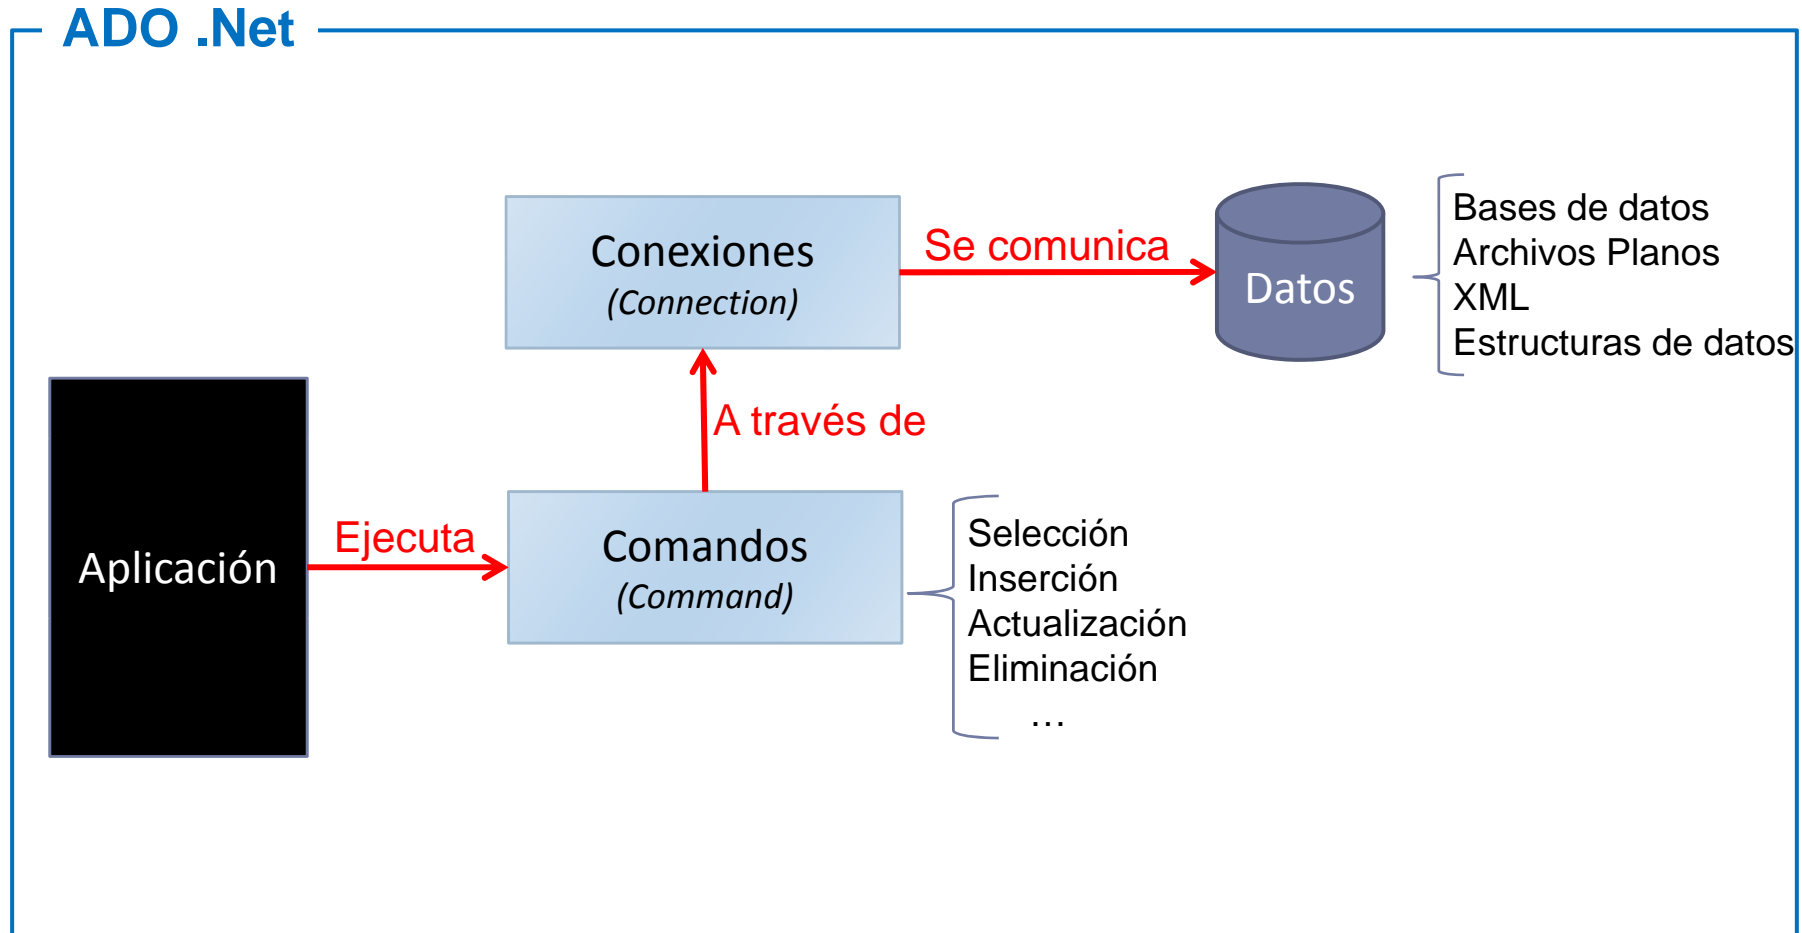 ADO .Net
Conexiones
(Connection)
Se comunica
Datos
Bases de datos
Archivos Planos
XML
Estructuras de datos
A través de
Aplicación
Ejecuta
Comandos
(Command)
Selección
Inserción
Actualización
Eliminación
…